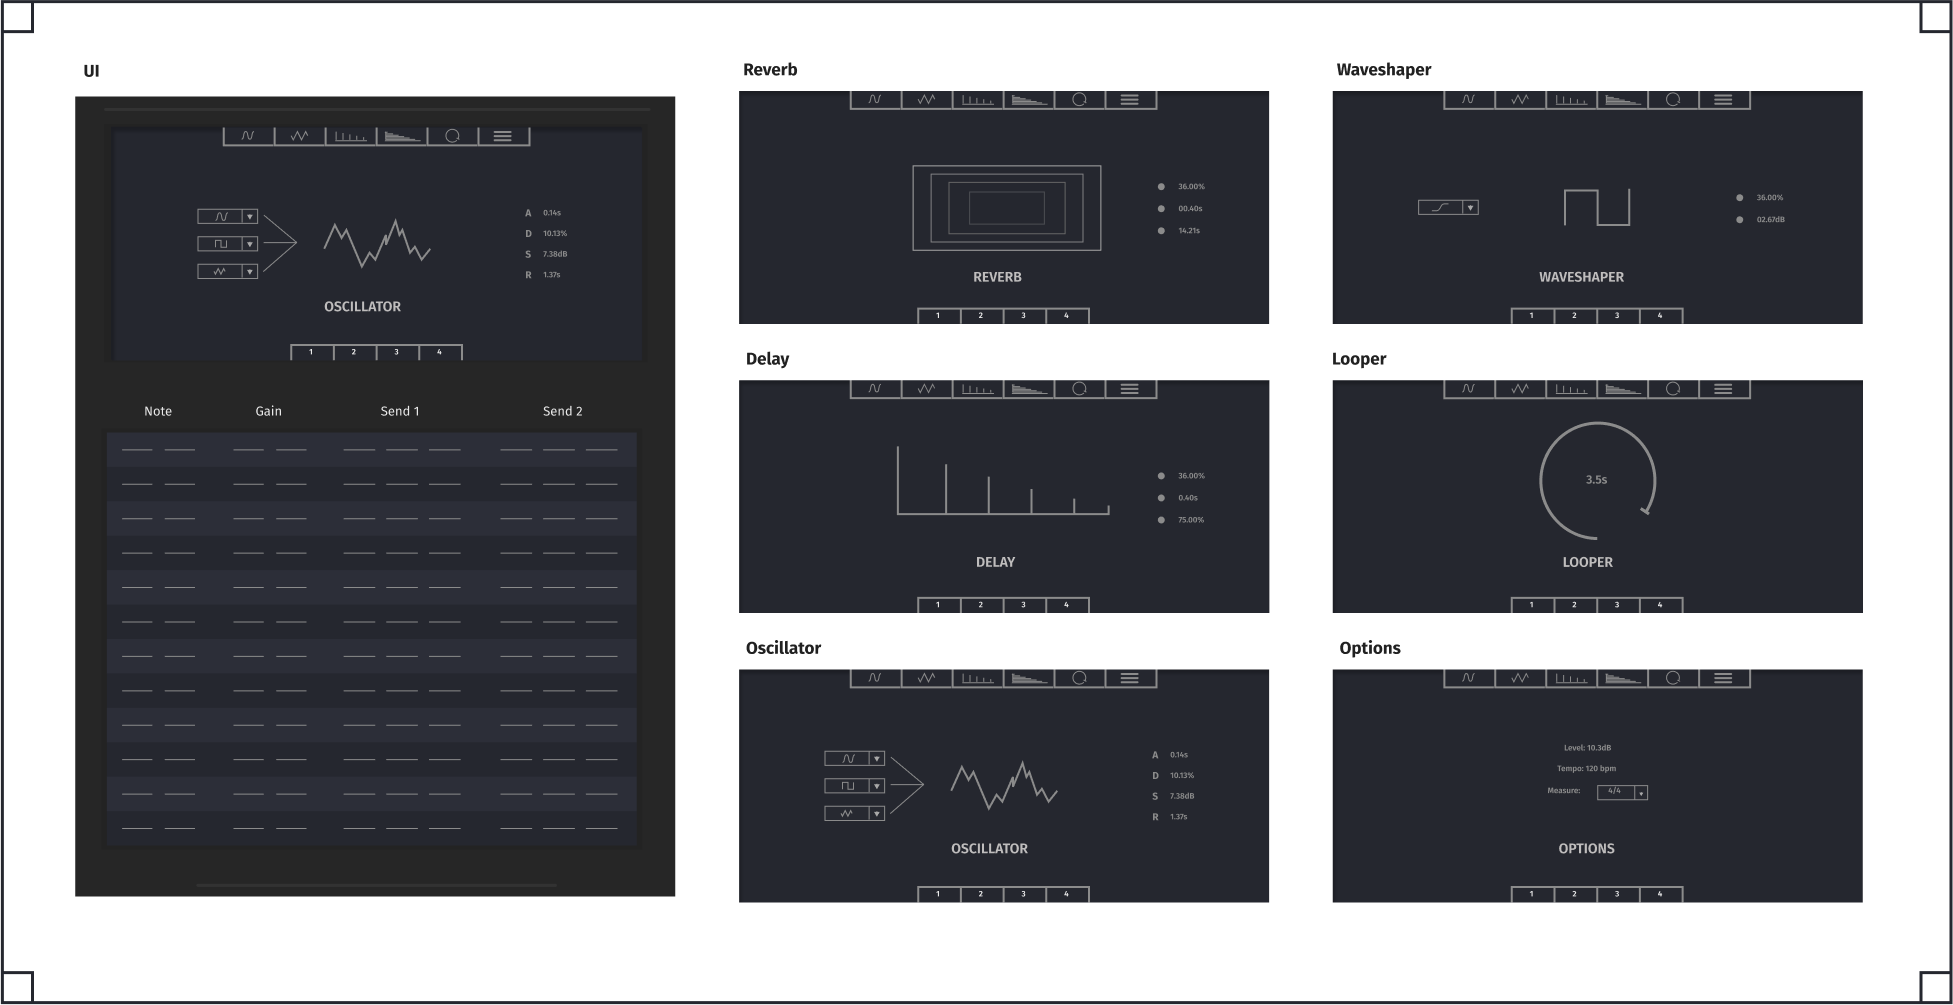 UI
1 2 3 4
OSCILLATOR
A 0.14s
D 10.13%
S 7.38dB
R 1.37s
Note Gain Send 1 Send 2
Reverb
36.00%
00.40s
14.21s
REVERB
1 2 3 4
Delay
36.00%
0.40s
75.00%
DELAY
1 2 3 4
Oscillator
A 0.14s
D 10.13%
S 7.38dB
R 1.37s
OSCILLATOR
1 2 3 4
Waveshaper
36.00%
02.67dB
WAVESHAPER
1 2 3 4
Looper
3.5s
LOOPER
1 2 3 4
Options
Level: 10.3dB
Tempo: 120 bpm
Measure: 4/4
OPTIONS
1 2 3 4